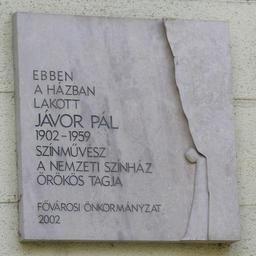 EBBEN
A HÁZBAN
LAKOTT
JÁVOR PÁL
1902-1959
SZÍNMŰVÉSZ
A NEMZETI SZÍNHÁZ
ÖRÖKÖS TAGJA
FŐVÁROSI ÖNKORMÁNYZAT
2002